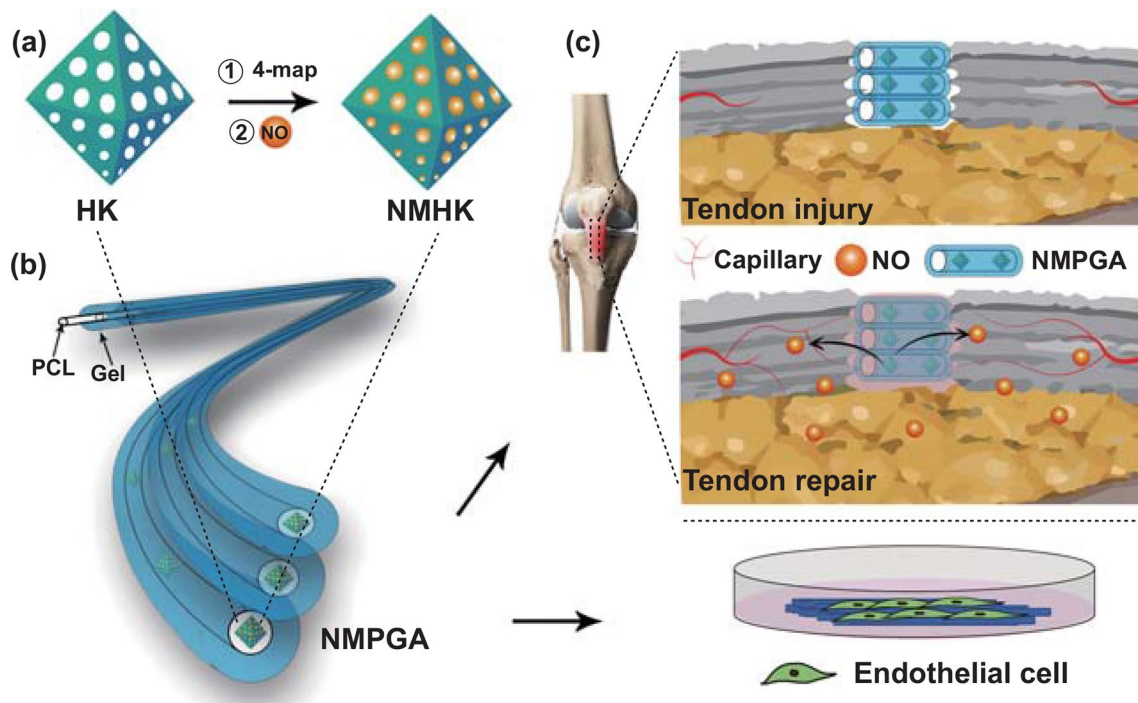 (a)
① 4-map
② NO
HK
NMHK
(b)
PCL
Gel
NMPGA
(c)
Tendon injury
Capillary NO NMPGA
Tendon repair
Endothelial cell